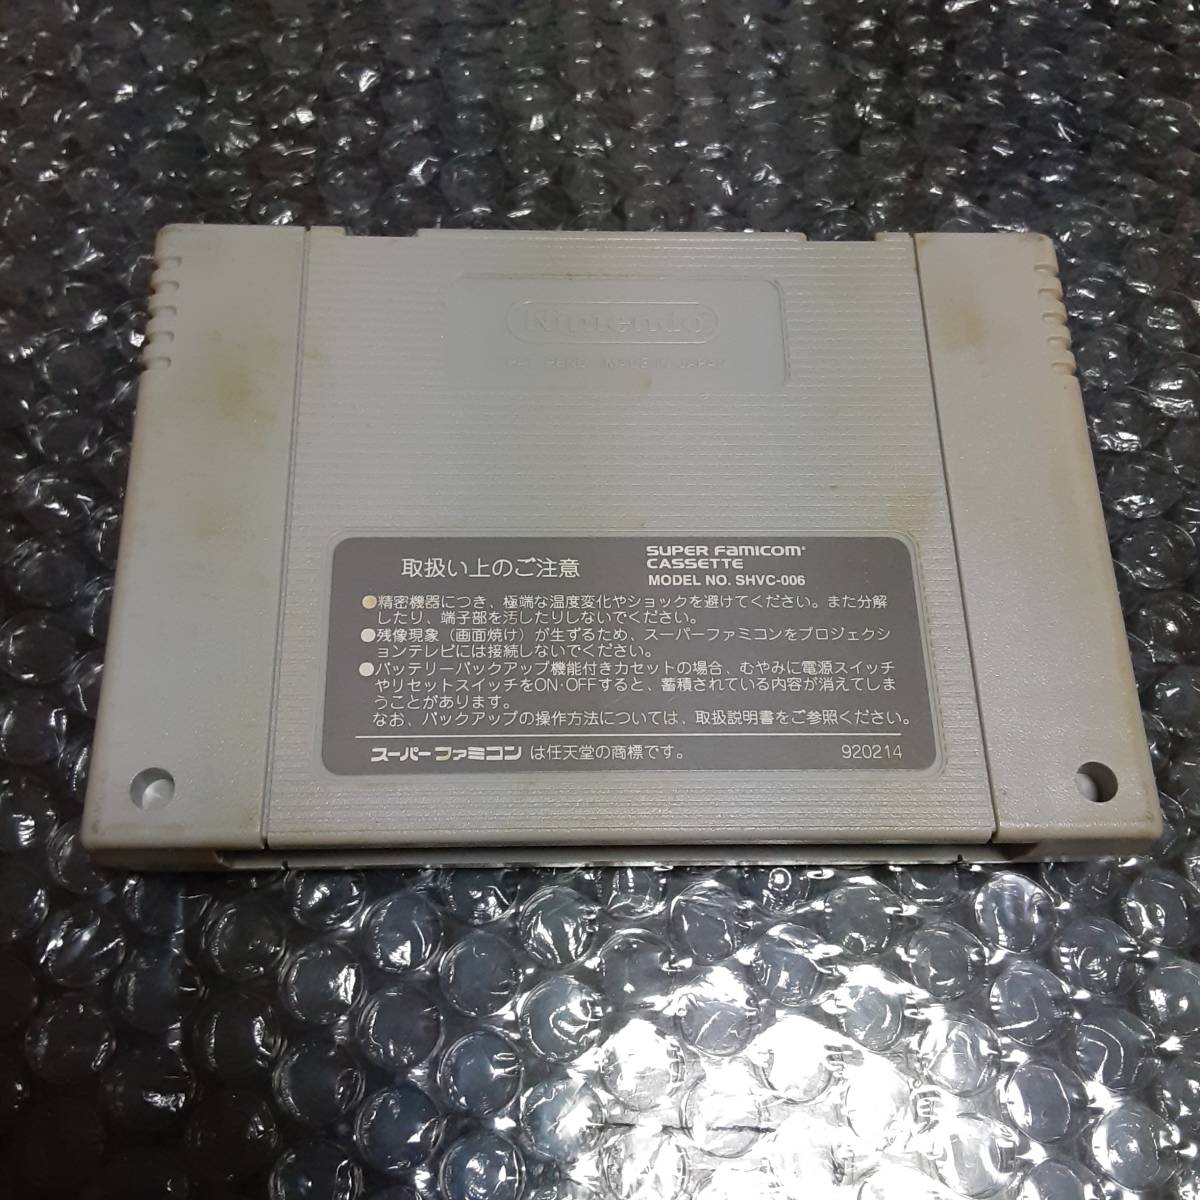 Nintendo
PAT. PEND. MADE IN JAPAN
取扱い上のご注意
SUPER FAMICOM
CASSETTE
MODEL NO. SHVC-006
●精密機器につき、極端な温度変化やショックを避けてください。また分解
したり、端子部を汚したりしないでください。
●残像現象（画面焼け）が生ずるため、スーパーファミコンをプロジェクシ
ョンテレビには接続しないでください。
●バッテリーバックアップ機能付きカセットの場合、むやみに電源スイッチ
やリセットスイッチをON·OFFすると、蓄積されている内容が消えてしま
うことがあります。
なお、バックアップの操作方法については、取扱説明書をご参照ください。
スーパーファミコン は任天堂の商標です。
920214